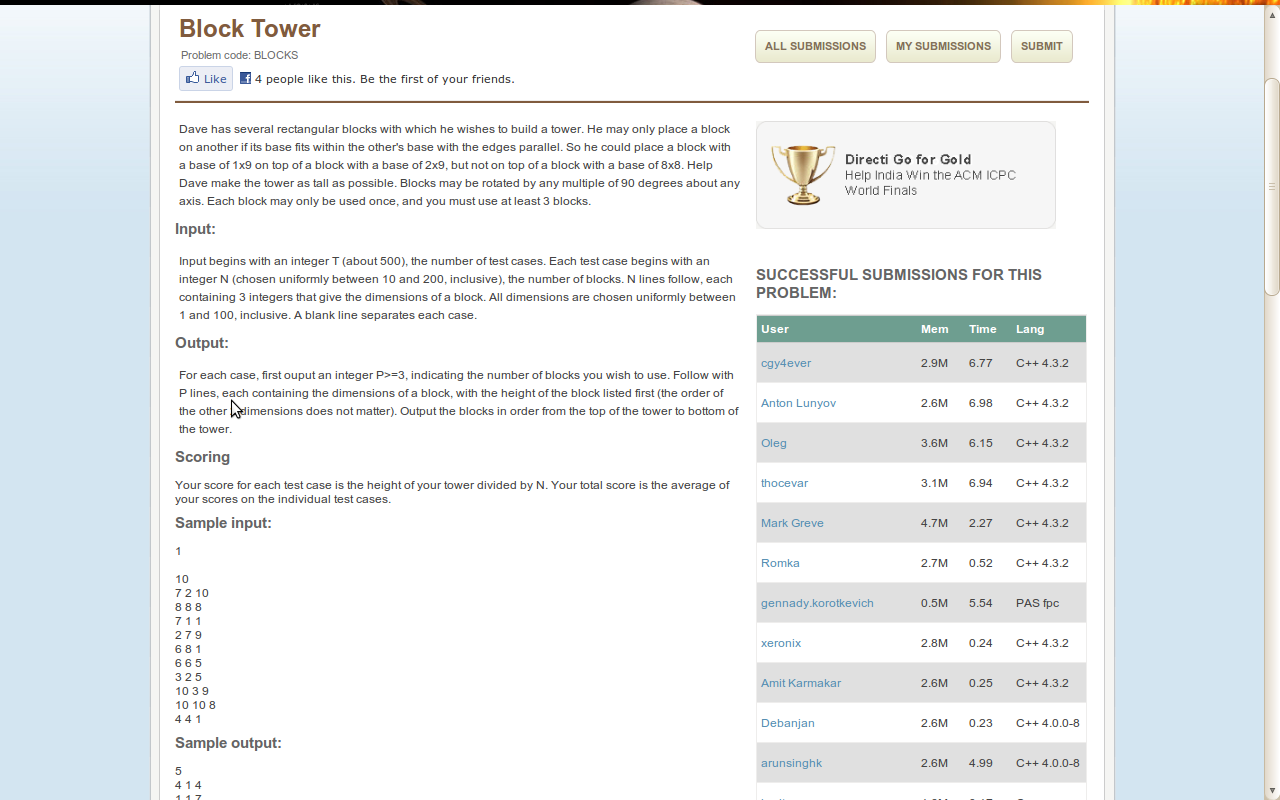 Block Tower
Problem code: BLOCKS
Like
4 people like this. Be the first of your friends.
ALL SUBMISSIONS
MY SUBMISSIONS
SUBMIT
Dave has several rectangular blocks with which he wishes to build a tower. He may only place a block
on another if its base fits within the other's base with the edges parallel. So he could place a block with
a base of 1x9 on top of a block with a base of 2x9, but not on top of a block with a base of 8x8. Help
Dave make the tower as tall as possible. Blocks may be rotated by any multiple of 90 degrees about any
axis. Each block may only be used once, and you must use at least 3 blocks.
Input:
Input begins with an integer T (about 500), the number of test cases. Each test case begins with an
integer N (chosen uniformly between 10 and 200, inclusive), the number of blocks. N lines follow, each
containing 3 integers that give the dimensions of a block. All dimensions are chosen uniformly between
1 and 100, inclusive. A blank line separates each case.
Output:
For each case, first ouput an integer P>=3, indicating the number of blocks you wish to use. Follow with
P lines, each containing the dimensions of a block, with the height of the block listed first (the order of
the other dimensions does not matter). Output the blocks in order from the top of the tower to bottom of
the tower.
Scoring
Your score for each test case is the height of your tower divided by N. Your total score is the average of
your scores on the individual test cases.
Sample input:
1
10
7 2 10
8 8 8
7 1 1
2 7 9
6 8 1
6 6 5
3 2 5
10 3 9
10 10 8
4 4 1
Sample output:
5
4 1 4
1 1 7
Directi Go for Gold
Help India Win the ACM ICPC
World Finals
SUCCESSFUL SUBMISSIONS FOR THIS
PROBLEM:
User Mem Time Lang
cgy4ever 2.9M 6.77 C++ 4.3.2
Anton Lunyov 2.6M 6.98 C++ 4.3.2
Oleg 3.6M 6.15 C++ 4.3.2
thocevar 3.1M 6.94 C++ 4.3.2
Mark Greve 4.7M 2.27 C++ 4.3.2
Romka 2.7M 0.52 C++ 4.3.2
gennady.korotkevich 0.5M 5.54 PAS fpc
xeronix 2.8M 0.24 C++ 4.3.2
Amit Karmakar 2.6M 0.25 C++ 4.3.2
Debanjan 2.6M 0.23 C++ 4.0.0-8
arunsinghk 2.6M 4.99 C++ 4.0.0-8